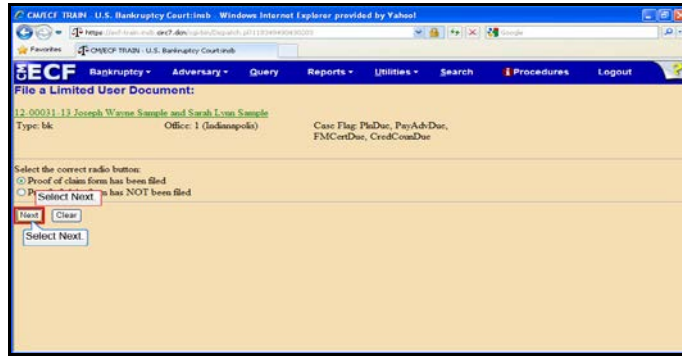 CM/ECF TRAIN - U.S. Bankruptcy Court:insb - Windows Internet Explorer provided by Yahoo!
Google
Favorites CM/ECF TRAIN - U.S. Bankruptcy Court:insb
ECF Bankruptcy Adversary Query Reports Utilities Search Procedures Logout
File a Limited User Document:
12-00031-13 Joseph Wayne Sample and Sarah Lynn Sample
Type: bk Office: 1 (Indianapolis) Case Flag: PlnDue, PayAdvDue,
FMCertDue, CredCounDue
Select the correct radio button:
Proof of claim form has been filed
has NOT been filed
Select Next.
Next Clear
Select Next.